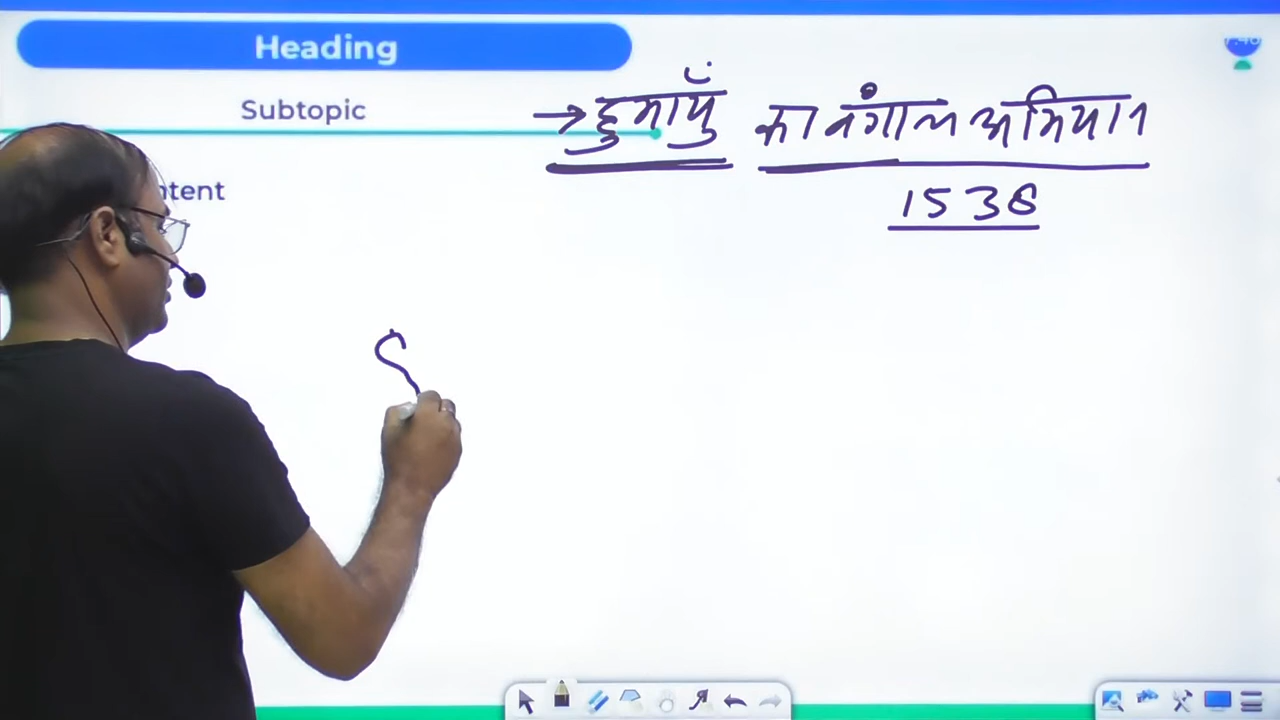 Heading
Subtopic
→ हुमायुँ का बंगाल अभियान
ntent
1538